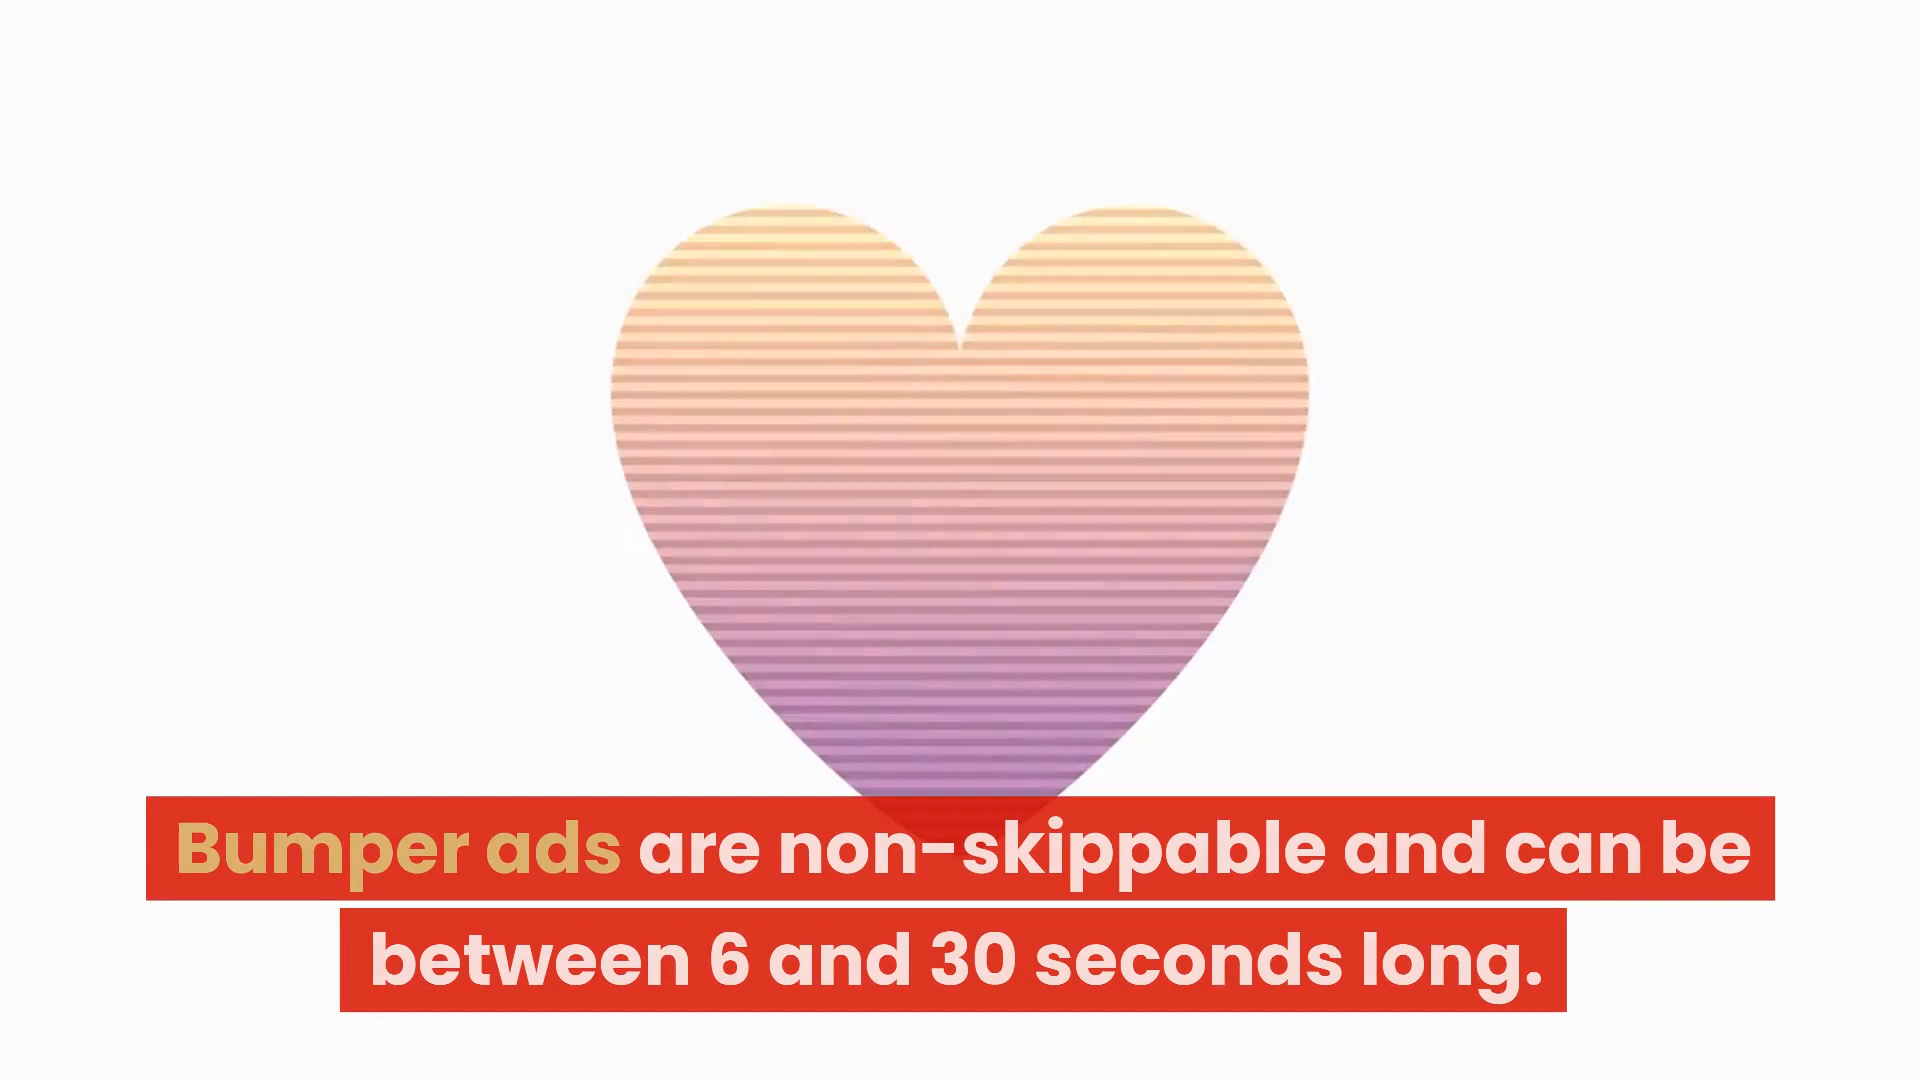 Bumper ads are non-skippable and can be
between 6 and 30 seconds long.